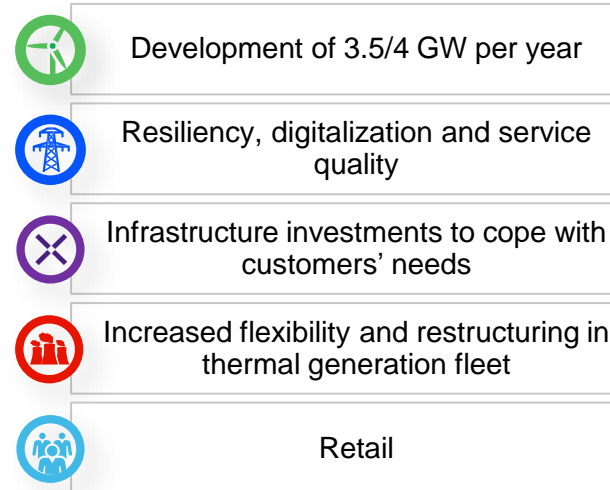 Development of 3.5/4 GW per year
Resiliency, digitalization and service
quality
Infrastructure investments to cope with
customers’ needs
Increased flexibility and restructuring in
thermal generation fleet
Retail